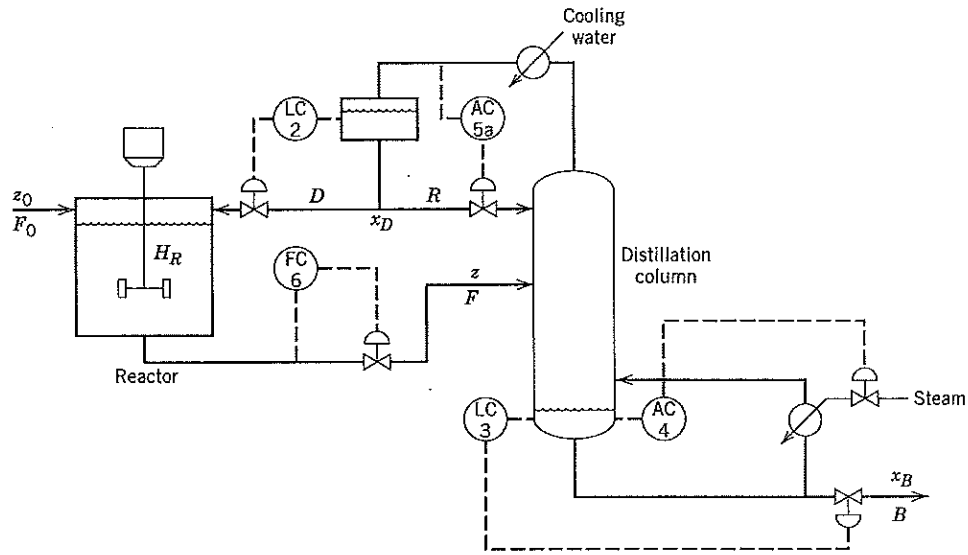 Cooling
water
LC
2
AC
5a
z0
F0
D
xD
R
HR
FC
6
z
F
Distillation
column
Reactor
LC
3
AC
4
Steam
xB
B